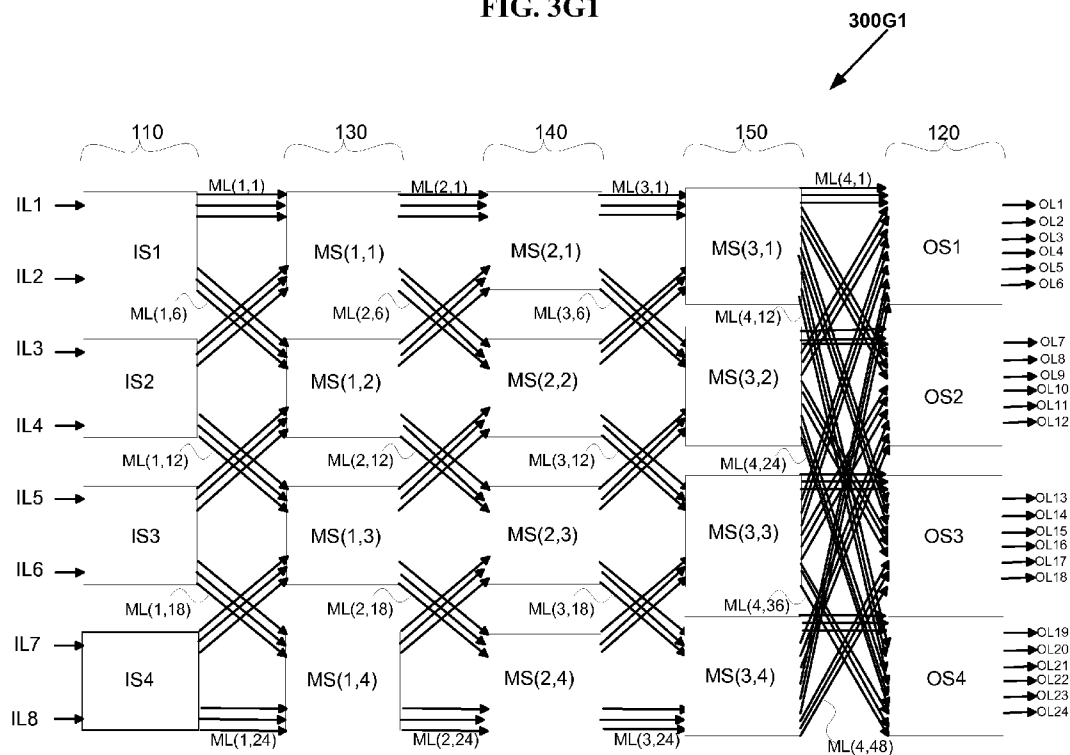 FIG. 3G1
300G1
110 130 140 150 120
ML(1,1) ML(2,1) ML(3,1) ML(4,1)
IL1 IS1 MS(1,1) MS(2,1) MS(3,1) OS1 OL1
OL2
OL3
OL4
IL2 OL5
OL6
ML(1,6) ML(2,6) ML(3,6) ML(4,12)
IL3 IS2 MS(1,2) MS(2,2) MS(3,2) OS2 OL7
OL8
OL9
OL10
IL4 OL11
OL12
ML(1,12) ML(2,12) ML(3,12) ML(4,24)
IL5 IS3 MS(1,3) MS(2,3) MS(3,3) OS3 OL13
OL14
OL15
OL16
IL6 OL17
OL18
ML(1,18) ML(2,18) ML(3,18) ML(4,36)
IL7 IS4 MS(1,4) MS(2,4) MS(3,4) OS4 OL19
OL20
OL21
OL22
IL8 OL23
OL24
ML(1,24) ML(2,24) ML(3,24) ML(4,48)